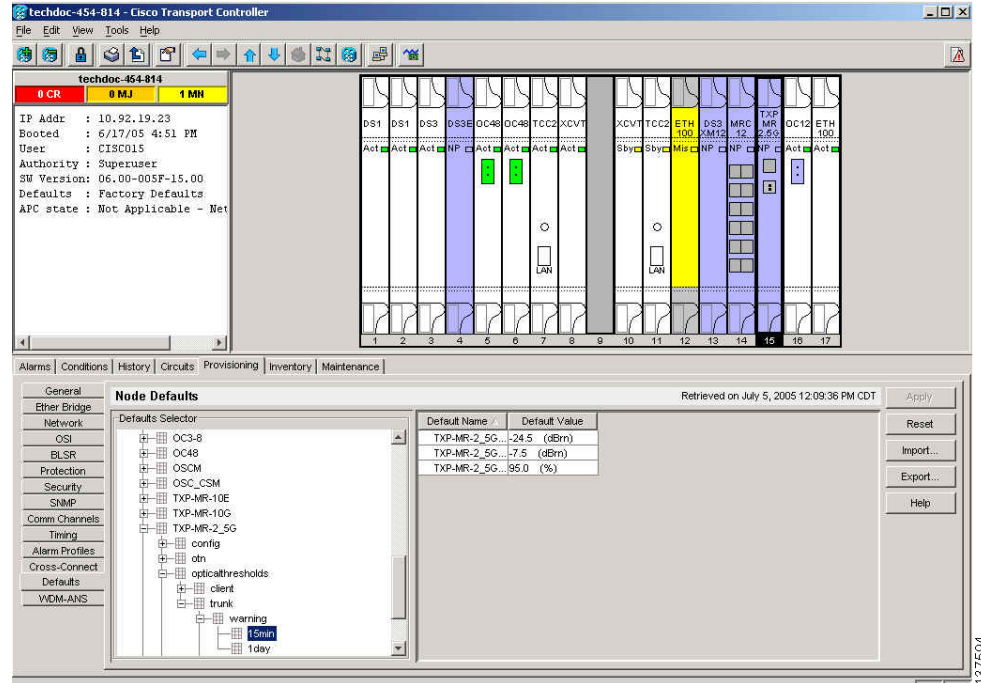 techdoc-454-814 - Cisco Transport Controller
File Edit View Tools Help
techdoc-454-814
0 CR 0 MJ 1 MN
IP Addr : 10.92.19.23
Booted : 6/17/05 4:51 PM
User : CISCO15
Authority : Superuser
SW Version: 06.00-005F-15.00
Defaults : Factory Defaults
APC state : Not Applicable - Net
DS1 DS1 DS3 DS3E OC48 OC48 TCC2 XCVT XCVT TCC2 ETH 100 DS3 XM12 MRC 12 TXP MR 2.5G OC12 ETH 100
Act Act Act NP Act Act Act Act Sby Sby Mis NP NP NP Act Act
LAN LAN
1 2 3 4 5 6 7 8 9 10 11 12 13 14 15 16 17
Alarms Conditions History Circuits Provisioning Inventory Maintenance
General
Ether Bridge
Network
OSI
BLSR
Protection
Security
SNMP
Comm Channels
Timing
Alarm Profiles
Cross-Connect
Defaults
WDM-ANS
Node Defaults
Retrieved on July 5, 2005 12:09:36 PM CDT
Defaults Selector
OC3-8
OC48
OSCM
OSC_CSM
TXP-MR-10E
TXP-MR-10G
TXP-MR-2_5G
config
otn
opticalthresholds
client
trunk
warning
15min
1day
Default Name Default Value
TXP-MR-2_5G... -24.5 (dBm)
TXP-MR-2_5G... -7.5 (dBm)
TXP-MR-2_5G... 95.0 (%)
Apply
Reset
Import...
Export...
Help
137504